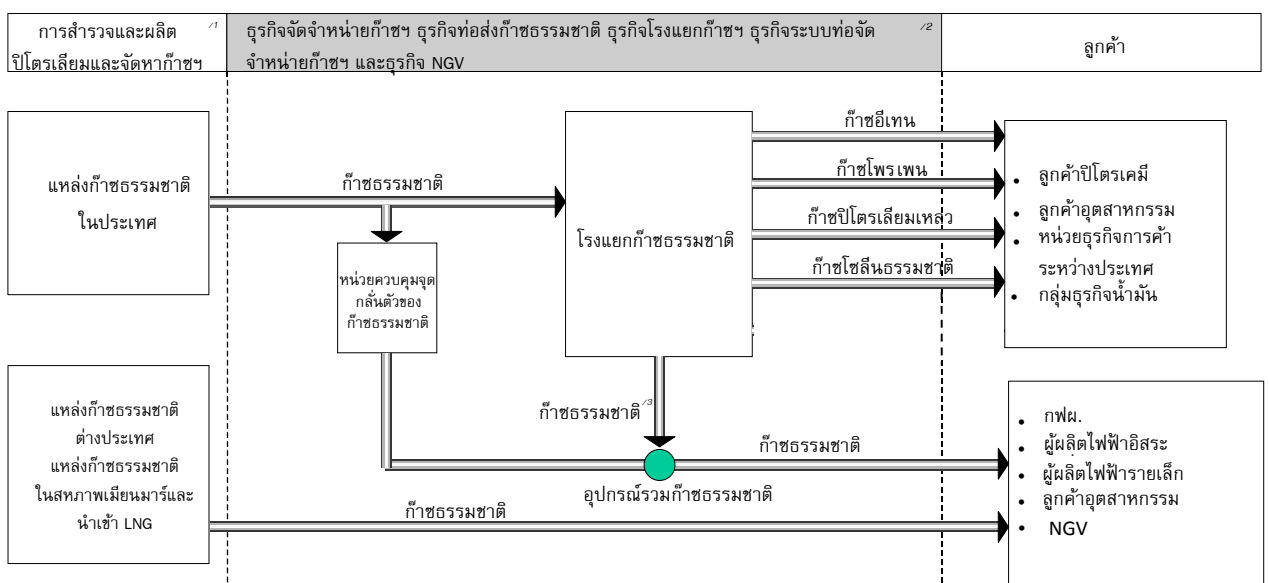 การสำรวจและผลิต /1
ปิโตรเลียมและจัดหาก๊าซฯ
ธุรกิจจัดจำหน่ายก๊าซฯ ธุรกิจท่อส่งก๊าซธรรมชาติ ธุรกิจโรงแยกก๊าซฯ ธุรกิจระบบท่อจัด /2
จำหน่ายก๊าซฯ และธุรกิจ NGV
ลูกค้า
แหล่งก๊าซธรรมชาติ
ในประเทศ
ก๊าซธรรมชาติ
หน่วยควบคุมจุด
กลั่นตัวของ
ก๊าซธรรมชาติ
โรงแยกก๊าซธรรมชาติ
ก๊าซอีเทน
ก๊าซโพรเพน
ก๊าซปิโตรเลียมเหลว
ก๊าซโซลีนธรรมชาติ
• ลูกค้าปิโตรเคมี
• ลูกค้าอุตสาหกรรม
• หน่วยธุรกิจการค้า
ระหว่างประเทศ
• กลุ่มธุรกิจน้ำมัน
แหล่งก๊าซธรรมชาติ
ต่างประเทศ
แหล่งก๊าซธรรมชาติ
ในสหภาพเมียนมาร์และ
นำเข้า LNG
ก๊าซธรรมชาติ /3
ก๊าซธรรมชาติ
อุปกรณ์รวมก๊าซธรรมชาติ
ก๊าซธรรมชาติ
• กฟผ.
• ผู้ผลิตไฟฟ้าอิสระ
• ผู้ผลิตไฟฟ้ารายเล็ก
• ลูกค้าอุตสาหกรรม
• NGV